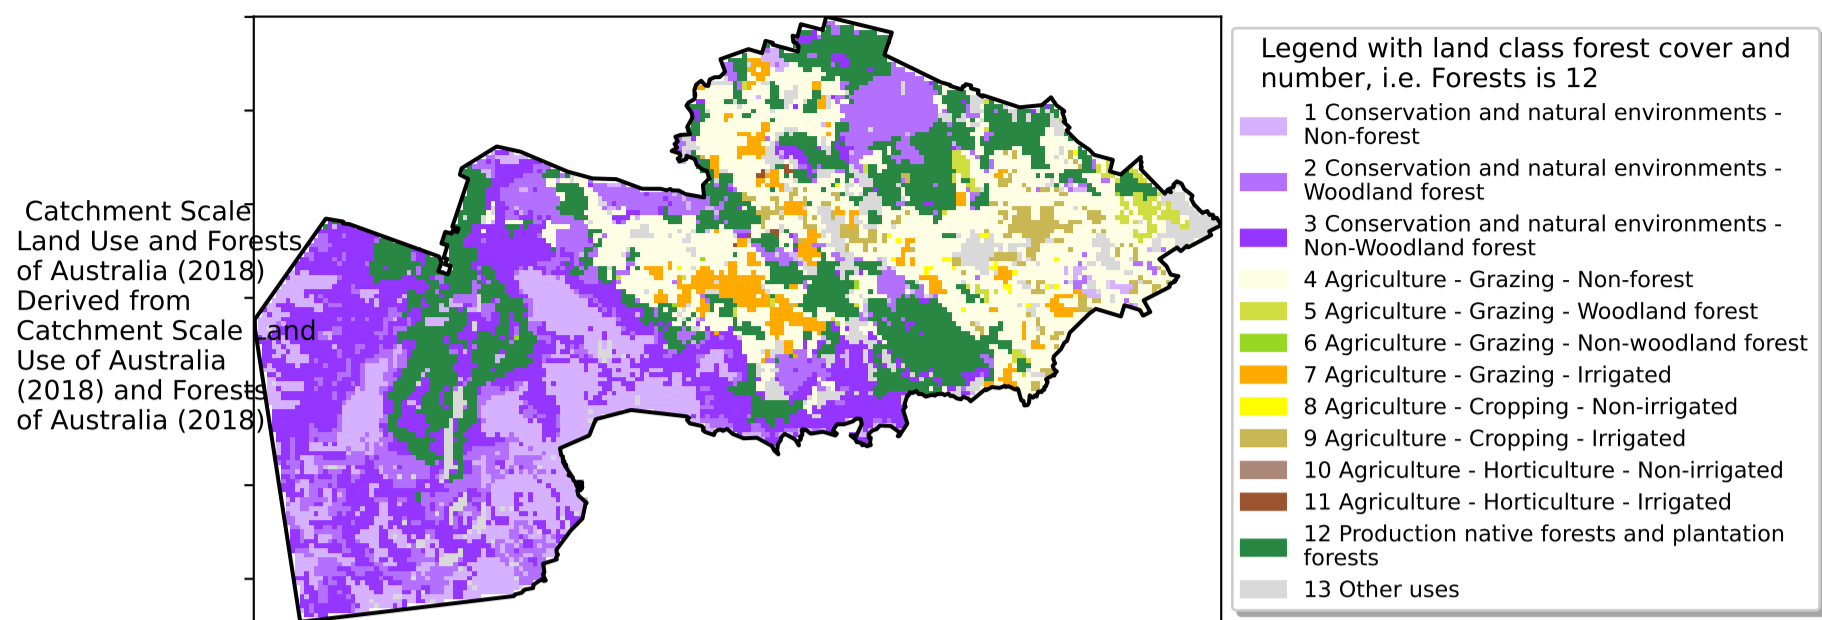 Catchment Scale
Land Use and Forests
of Australia (2018)
Derived from
Catchment Scale Land
Use of Australia
(2018) and Forests
of Australia (2018)
Legend with land class forest cover and
number, i.e. Forests is 12
1 Conservation and natural environments -
Non-forest
2 Conservation and natural environments -
Woodland forest
3 Conservation and natural environments -
Non-Woodland forest
4 Agriculture - Grazing - Non-forest
5 Agriculture - Grazing - Woodland forest
6 Agriculture - Grazing - Non-woodland forest
7 Agriculture - Grazing - Irrigated
8 Agriculture - Cropping - Non-irrigated
9 Agriculture - Cropping - Irrigated
10 Agriculture - Horticulture - Non-irrigated
11 Agriculture - Horticulture - Irrigated
12 Production native forests and plantation
forests
13 Other uses